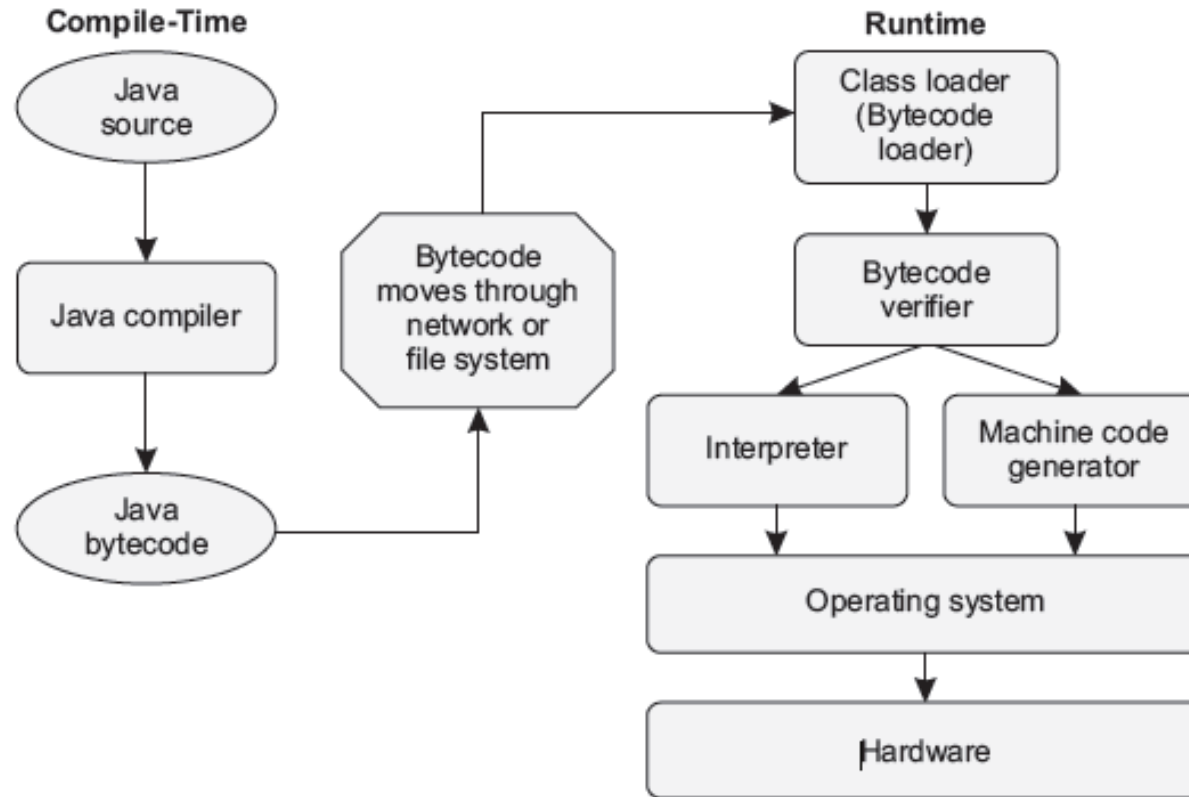 Compile-Time
Java
source
Java compiler
Java
bytecode
Bytecode
moves through
network or
file system
Runtime
Class loader
(Bytecode
loader)
Bytecode
verifier
Interpreter
Machine code
generator
Operating system
Hardware